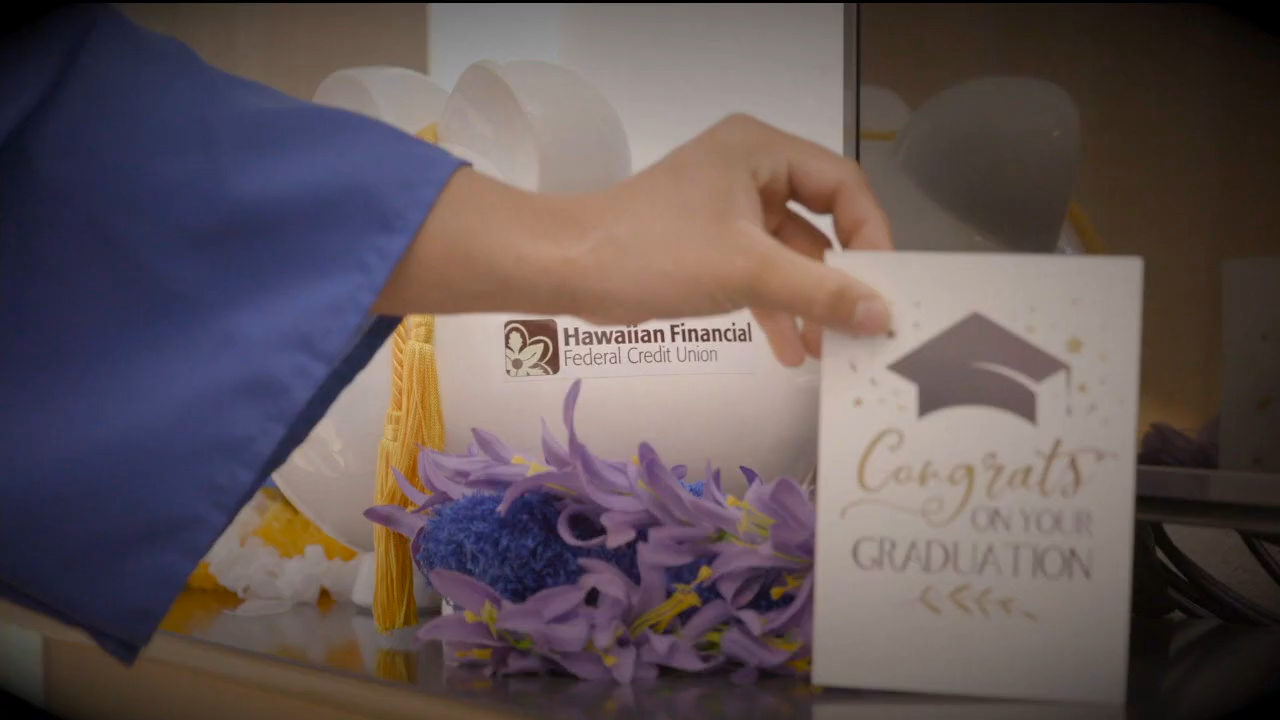 Hawaiian Financial
Federal Credit Union
Congrats
ON YOUR
GRADUATION